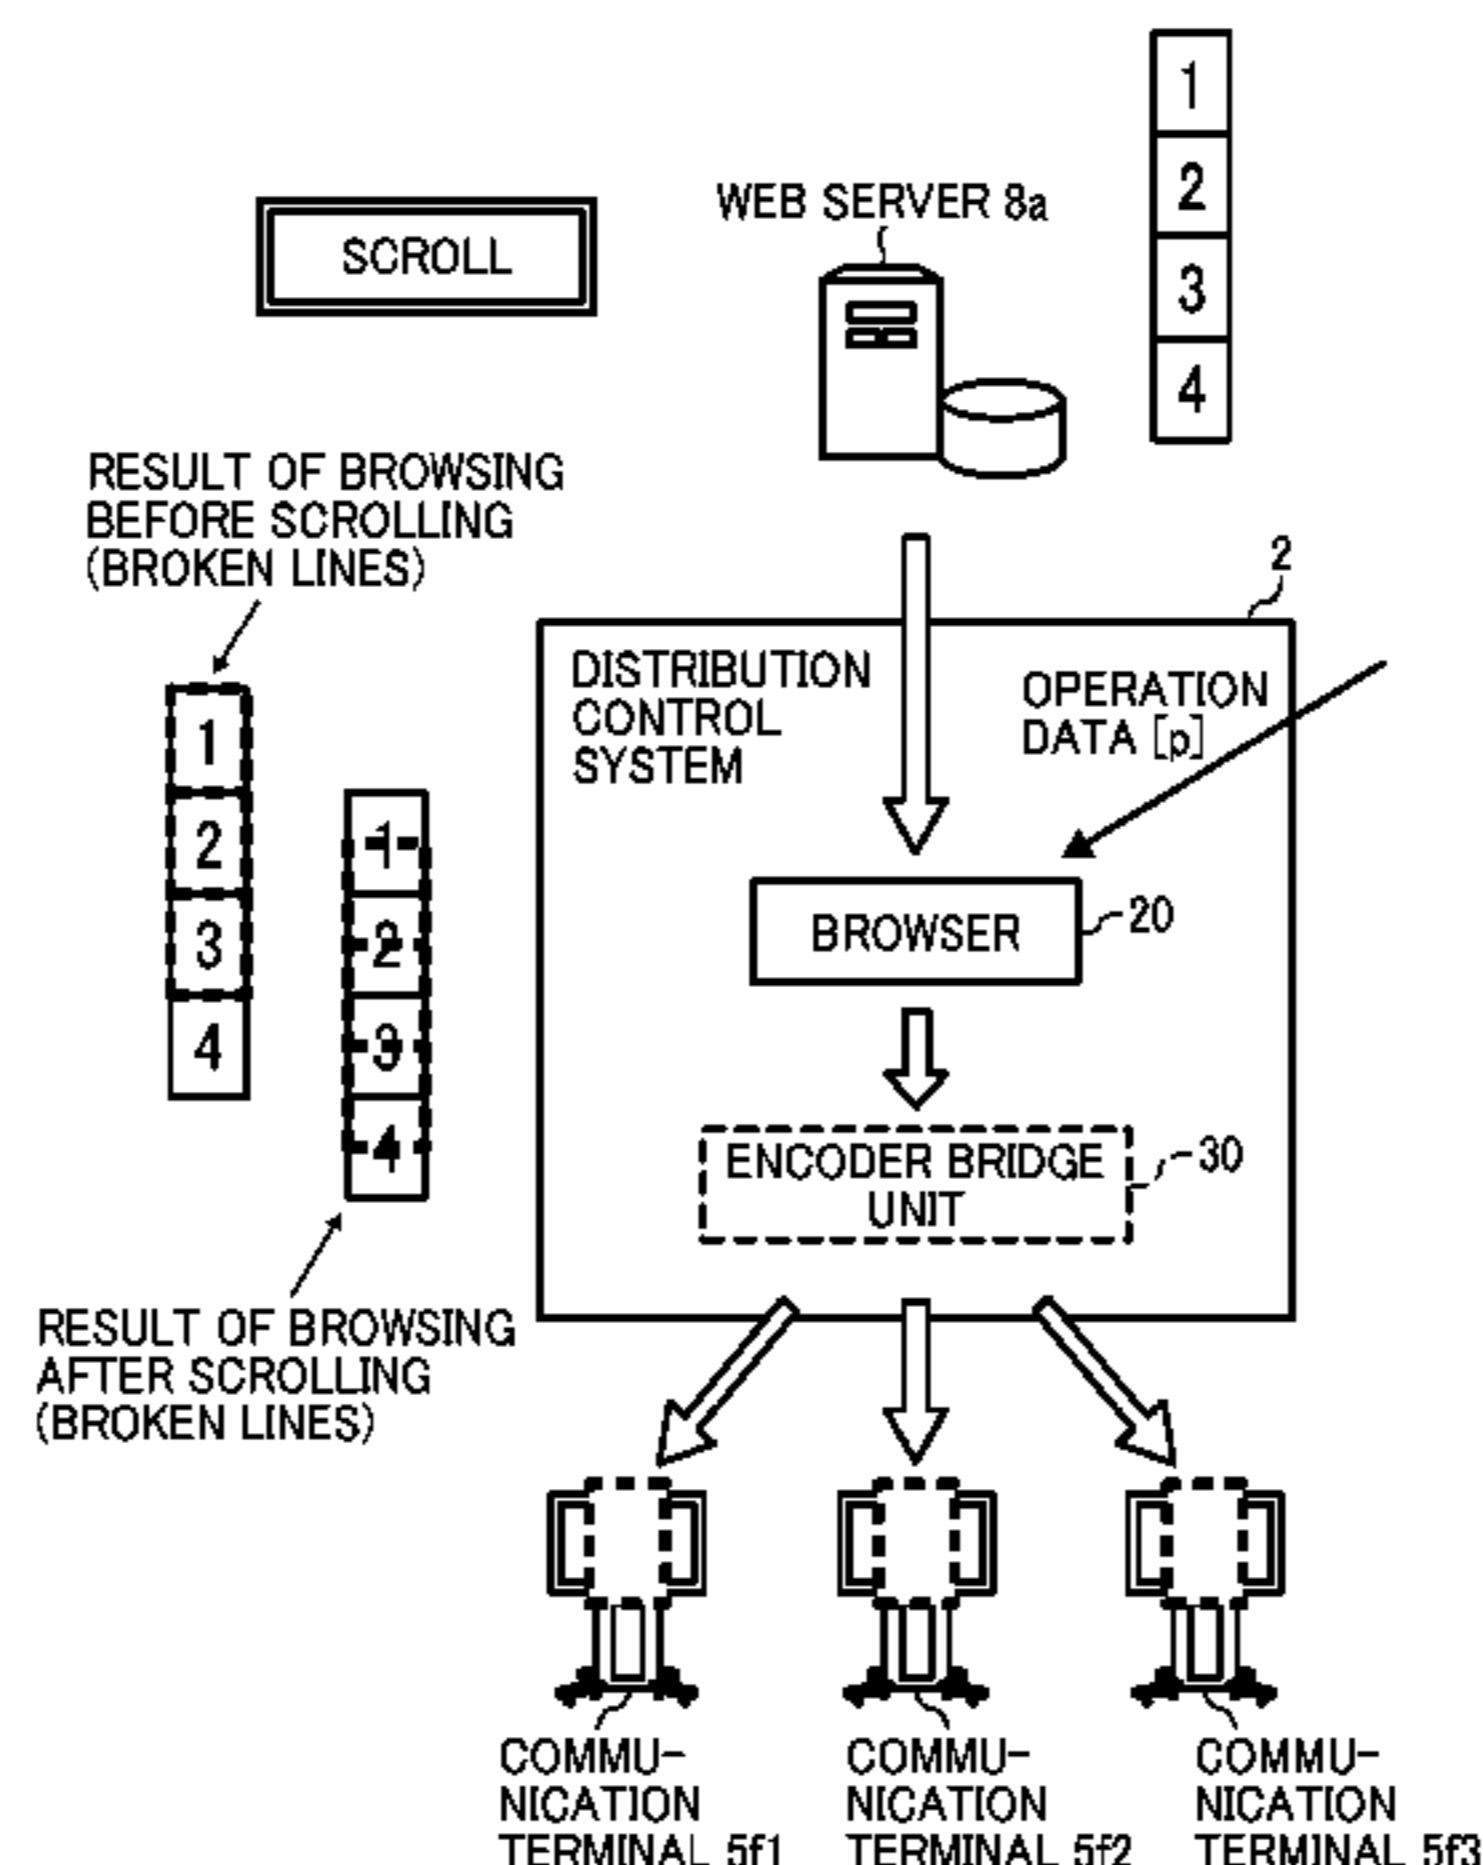 1
2
3
4
WEB SERVER 8a
SCROLL
RESULT OF BROWSING
BEFORE SCROLLING
(BROKEN LINES)
2
DISTRIBUTION
CONTROL
SYSTEM
OPERATION
DATA [p]
1
2
3
4
1
2
3
4
BROWSER
20
ENCODER BRIDGE
UNIT
30
RESULT OF BROWSING
AFTER SCROLLING
(BROKEN LINES)
COMMU-
NICATION
TERMINAL 5f1
COMMU-
NICATION
TERMINAL 5f2
COMMU-
NICATION
TERMINAL 5f3